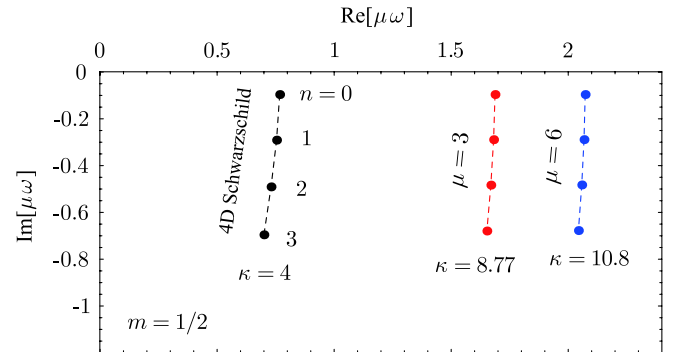 Re[μω]
0 0.5 1 1.5 2
0
-0.2
-0.4
-0.6
-0.8
-1
Im[μω]
4D Schwarzschild
n = 0
1
2
3
κ = 4
μ = 3
κ = 8.77
μ = 6
κ = 10.8
m = 1/2